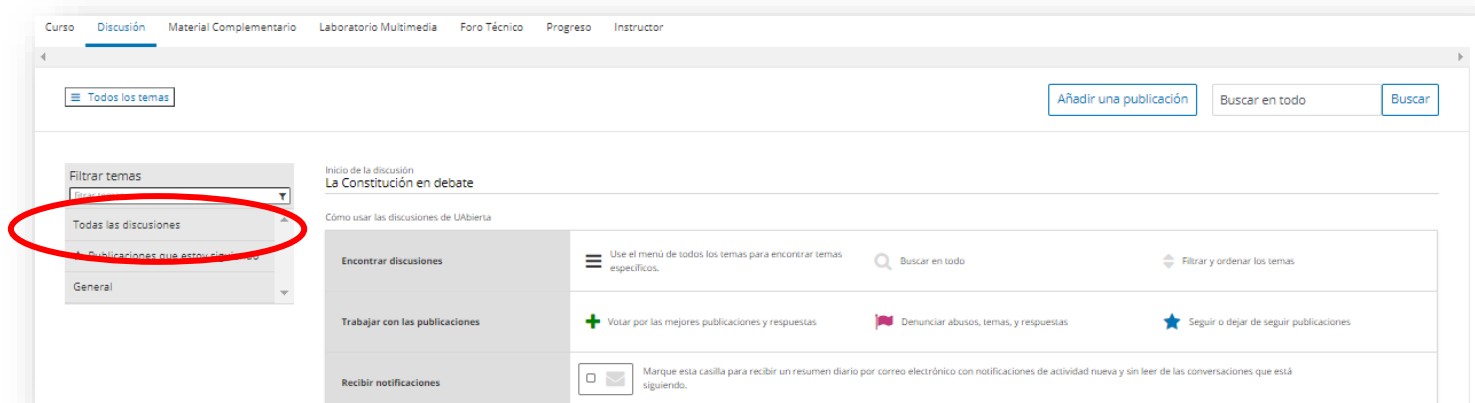 Curso Discusión Material Complementario Laboratorio Multimedia Foro Técnico Progreso Instructor
Todos los temas
Añadir una publicación Buscar en todo Buscar
Filtrar temas
Todas las discusiones
Publicaciones que estoy siguiendo
General
Inicio de la discusión
La Constitución en debate
Cómo usar las discusiones de UAbierta
Encontrar discusiones
Use el menú de todos los temas para encontrar temas
específicos.
Buscar en todo
Filtrar y ordenar los temas
Trabajar con las publicaciones
Votar por las mejores publicaciones y respuestas
Denunciar abusos, temas, y respuestas
Seguir o dejar de seguir publicaciones
Recibir notificaciones
Marque esta casilla para recibir un resumen diario por correo electrónico con notificaciones de actividad nueva y sin leer de las conversaciones que está
siguiendo.